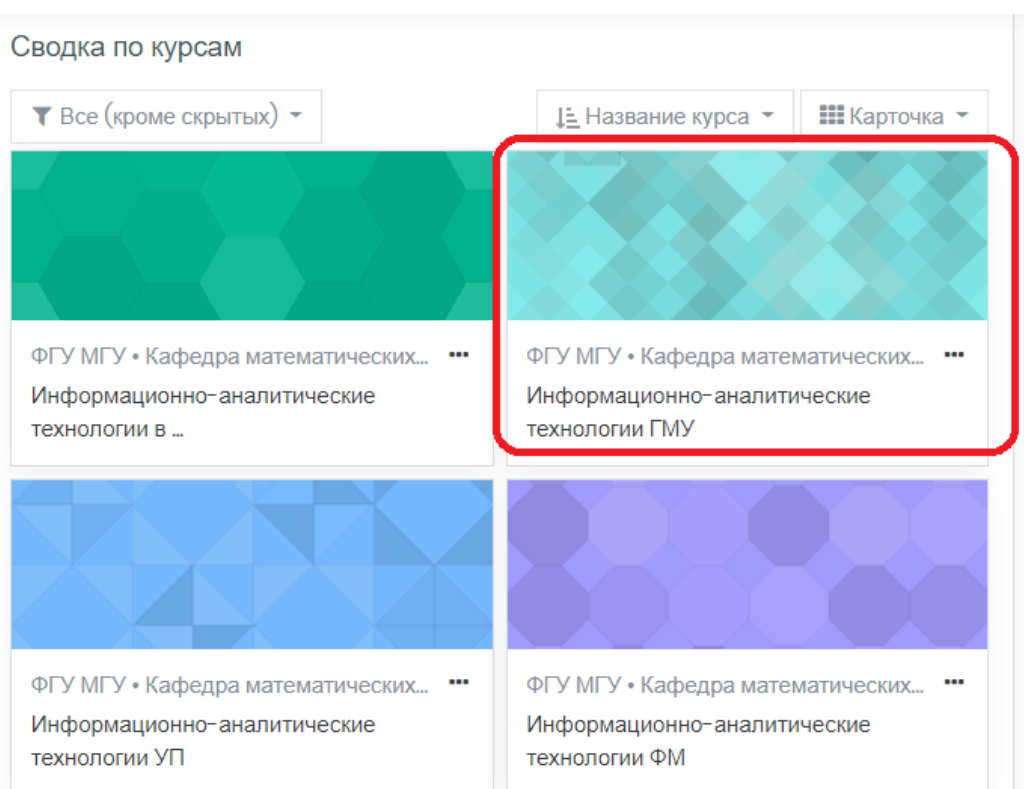 Сводка по курсам
Все (кроме скрытых)
Название курса
Карточка
ФГУ МГУ • Кафедра математических...
Информационно-аналитические
технологии в ...
ФГУ МГУ • Кафедра математических...
Информационно-аналитические
технологии ГМУ
ФГУ МГУ • Кафедра математических...
Информационно-аналитические
технологии УП
ФГУ МГУ • Кафедра математических...
Информационно-аналитические
технологии ФМ